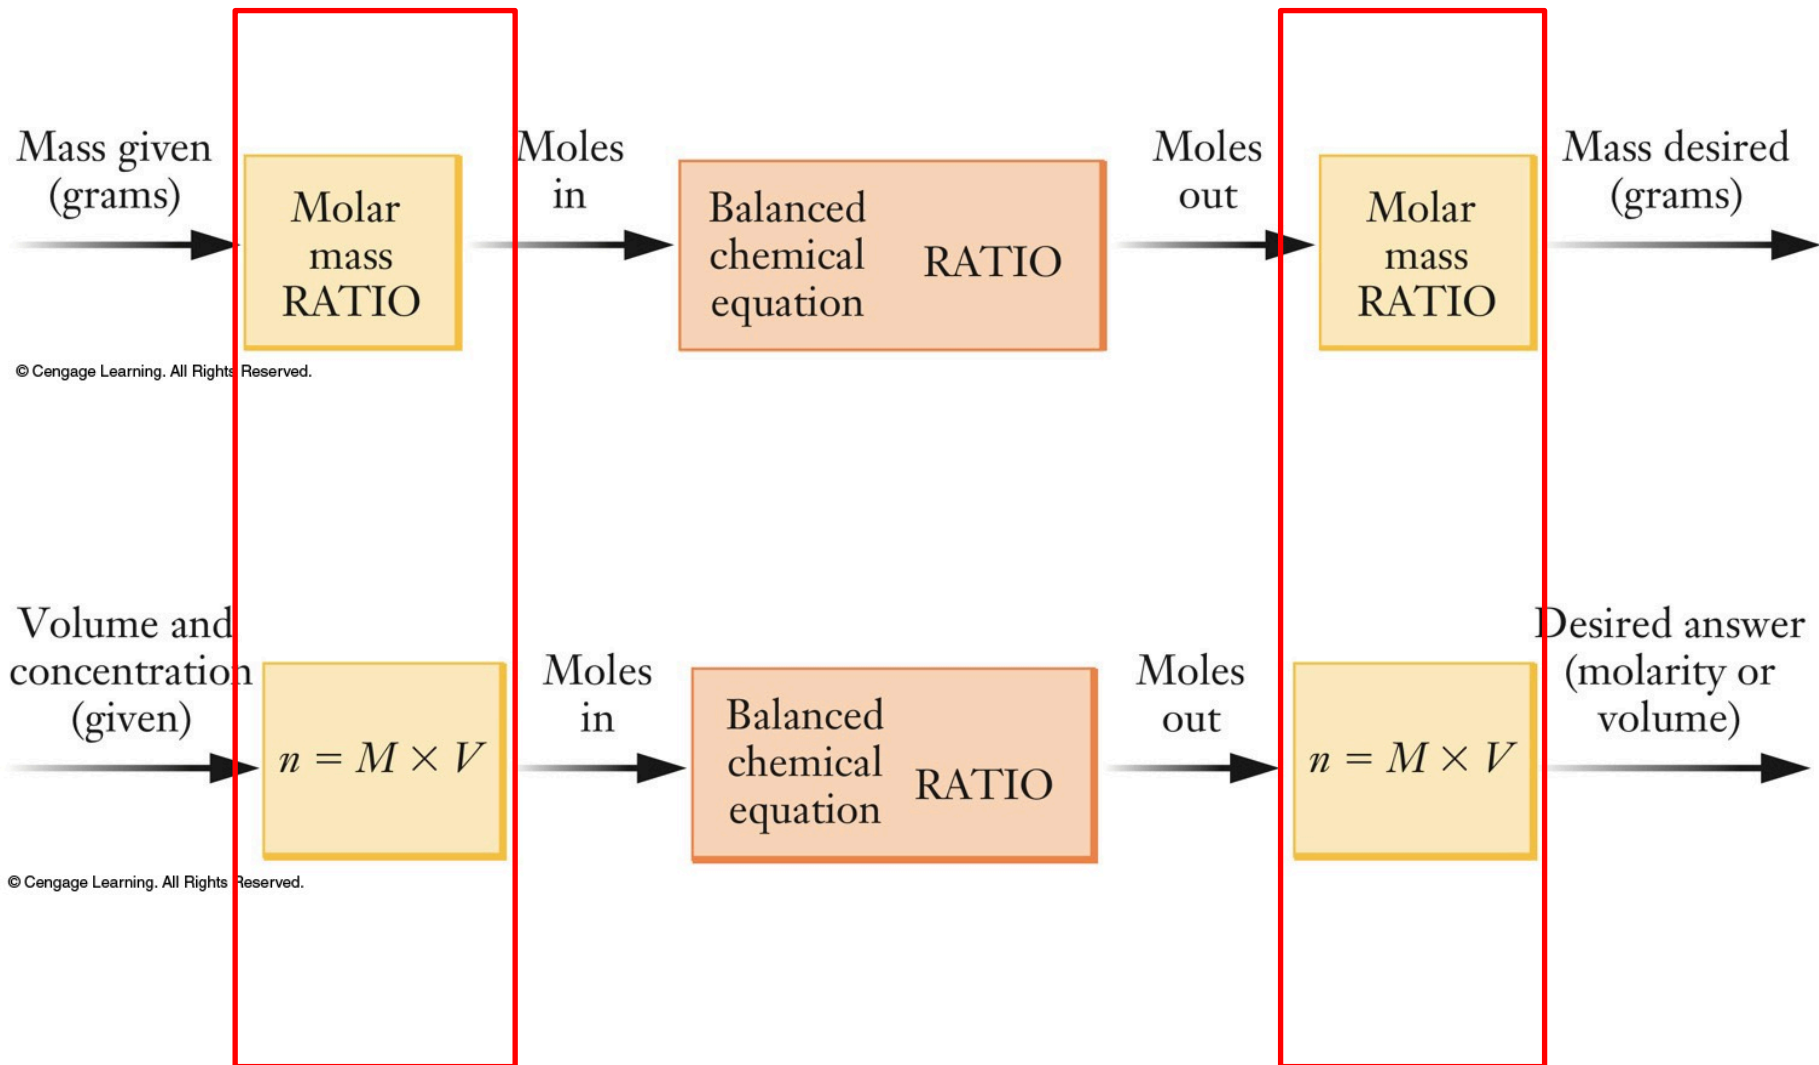 Mass given
(grams)
Molar
mass
RATIO
Moles
in
Balanced
chemical
equation
RATIO
Moles
out
Molar
mass
RATIO
Mass desired
(grams)
© Cengage Learning. All Rights Reserved.
Volume and
concentration
(given)
n = M × V
Moles
in
Balanced
chemical
equation
RATIO
Moles
out
n = M × V
Desired answer
(molarity or
volume)
© Cengage Learning. All Rights Reserved.